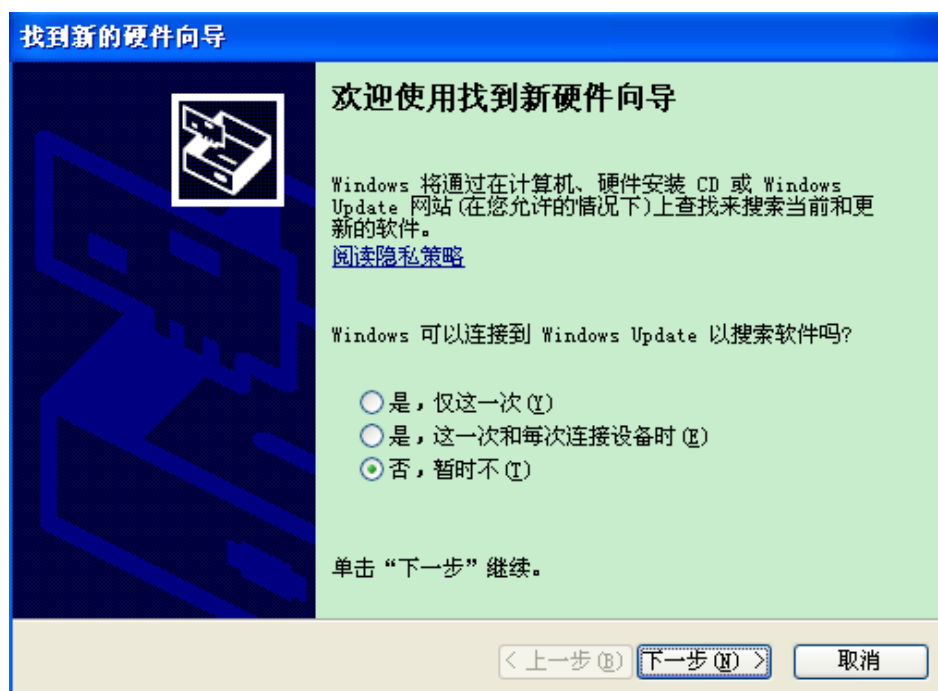 找到新的硬件向导
欢迎使用找到新硬件向导
Windows 将通过在计算机、硬件安装 CD 或 Windows
Update 网站(在您允许的情况下)上查找来搜索当前和更
新的软件。
阅读隐私策略
Windows 可以连接到 Windows Update 以搜索软件吗?
是，仅这一次(Y)
是，这一次和每次连接设备时(E)
否，暂时不(T)
单击“下一步”继续。
< 上一步(B) 下一步(N) > 取消